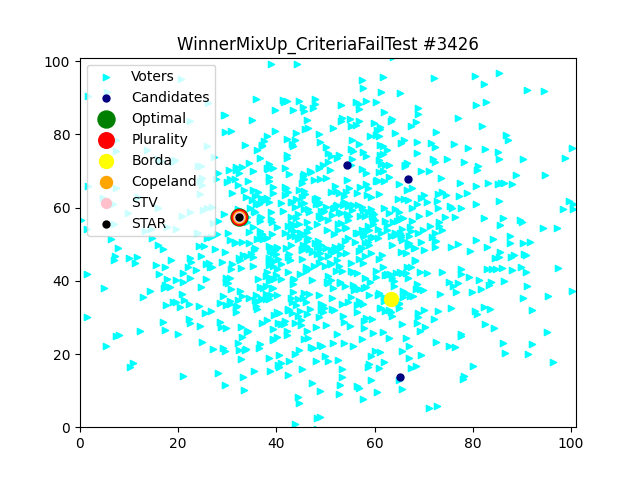 WinnerMixUp_CriteriaFailTest #3426
100
80
60
40
20
0
0 20 40 60 80 100
Voters
Candidates
Optimal
Plurality
Borda
Copeland
STV
STAR